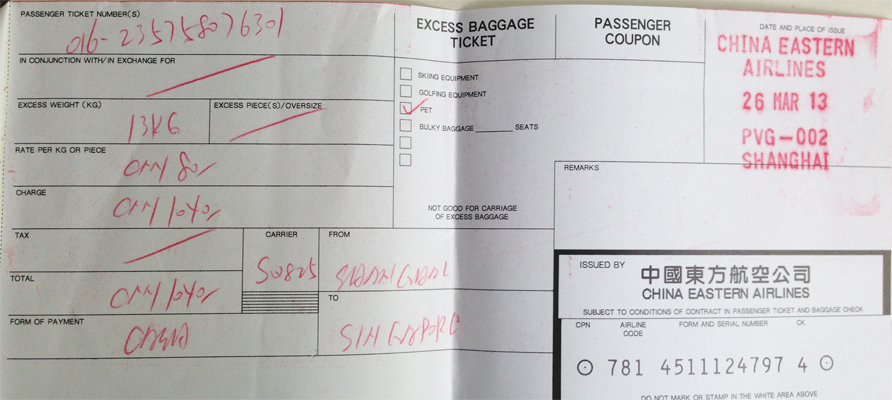 PASSENGER TICKET NUMBER(S)
EXCESS BAGGAGE TICKET
PASSENGER COUPON
DATE AND PLACE OF ISSUE
CHINA EASTERN
AIRLINES
26 MAR 13
PVG-002
SHANGHAI
IN CONJUNCTION WITH/IN EXCHANGE FOR
SKIING EQUIPMENT
GOLFING EQUIPMENT
PET
BULKY BAGGAGE SEATS
EXCESS WEIGHT (KG)
13KG
EXCESS PIECE(S)/OVERSIZE
RATE PER KG OR PIECE
CNY 80/
CHARGE
CNY 1040/
NOT GOOD FOR CARRIAGE
OF EXCESS BAGGAGE
REMARKS
TAX
CARRIER
FROM
SHANGHAI
TOTAL
CNY 1040/
TO
SINGAPORE
FORM OF PAYMENT
ISSUED BY
中國東方航空公司
CHINA EASTERN AIRLINES
SUBJECT TO CONDITIONS OF CONTRACT IN PASSENGER TICKET AND BAGGAGE CHECK
CPN AIRLINE CODE FORM AND SERIAL NUMBER CK
781 4511124797 4
DO NOT MARK OR STAMP IN THE WHITE AREA ABOVE